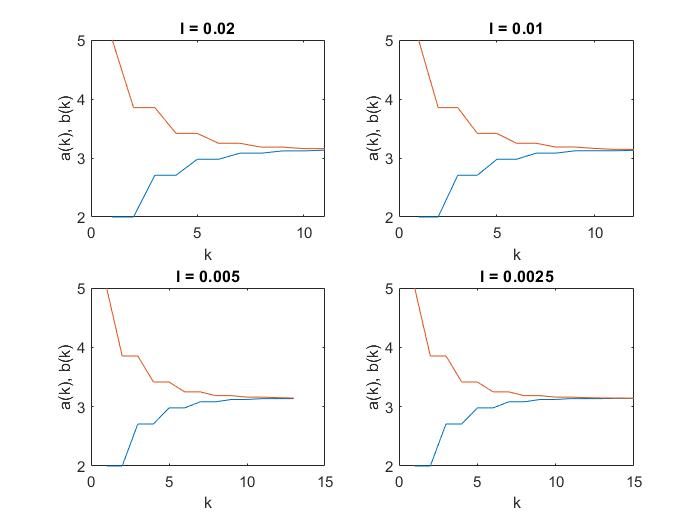 l = 0.02
5
4
3
2
a(k), b(k)
0 5 10
k
l = 0.01
5
4
3
2
a(k), b(k)
0 5 10
k
l = 0.005
5
4
3
2
a(k), b(k)
0 5 10 15
k
l = 0.0025
5
4
3
2
a(k), b(k)
0 5 10 15
k